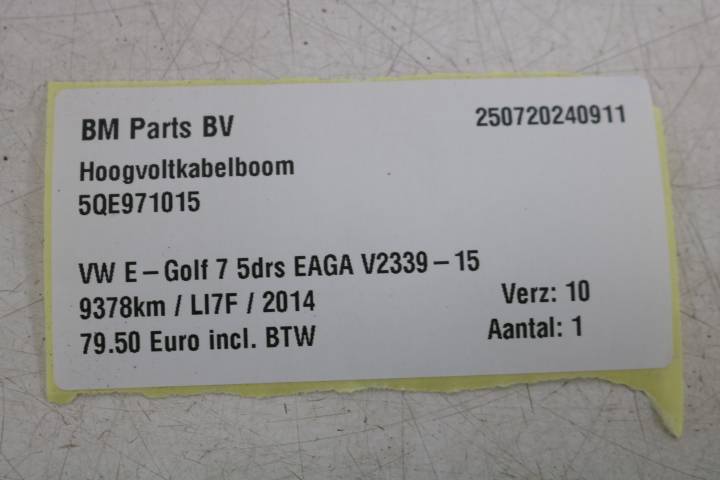 BM Parts BV 250720240911
Hoogvoltkabelboom
5QE971015
VW E-Golf 7 5drs EAGA V2339-15
9378km / LI7F / 2014 Verz: 10
79.50 Euro incl. BTW Aantal: 1